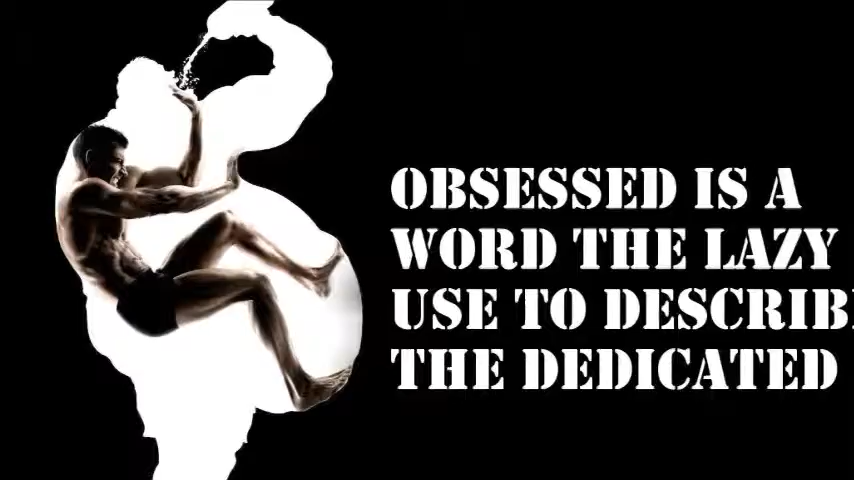 OBSESSED IS A
WORD THE LAZY
USE TO DESCRIB
THE DEDICATED